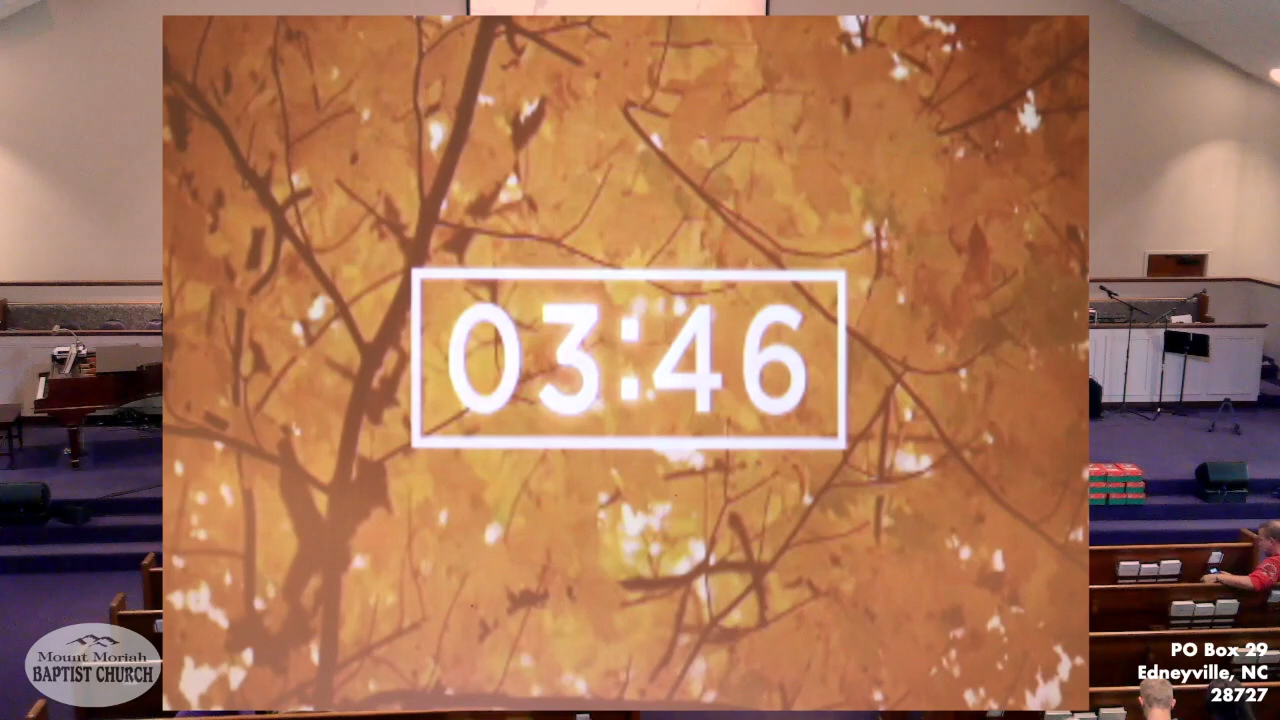 03:46
Mount Moriah
BAPTIST CHURCH
PO Box 29
Edneyville, NC
28727